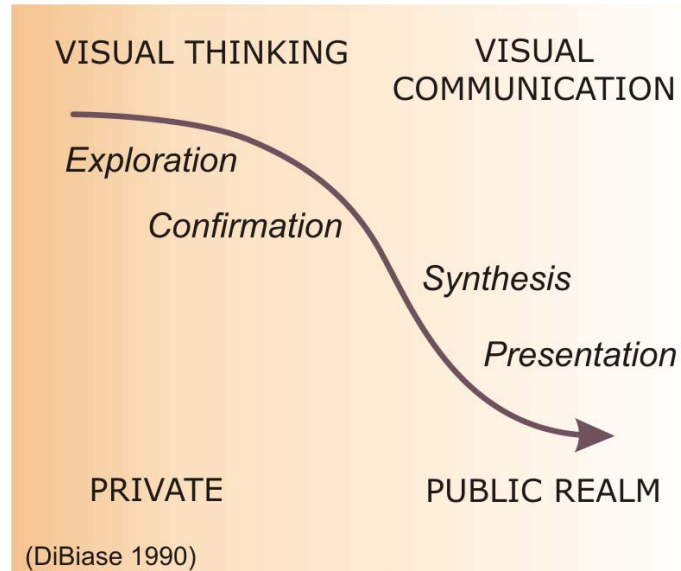 VISUAL THINKING
VISUAL
COMMUNICATION
Exploration
Confirmation
Synthesis
Presentation
PRIVATE
PUBLIC REALM
(DiBiase 1990)